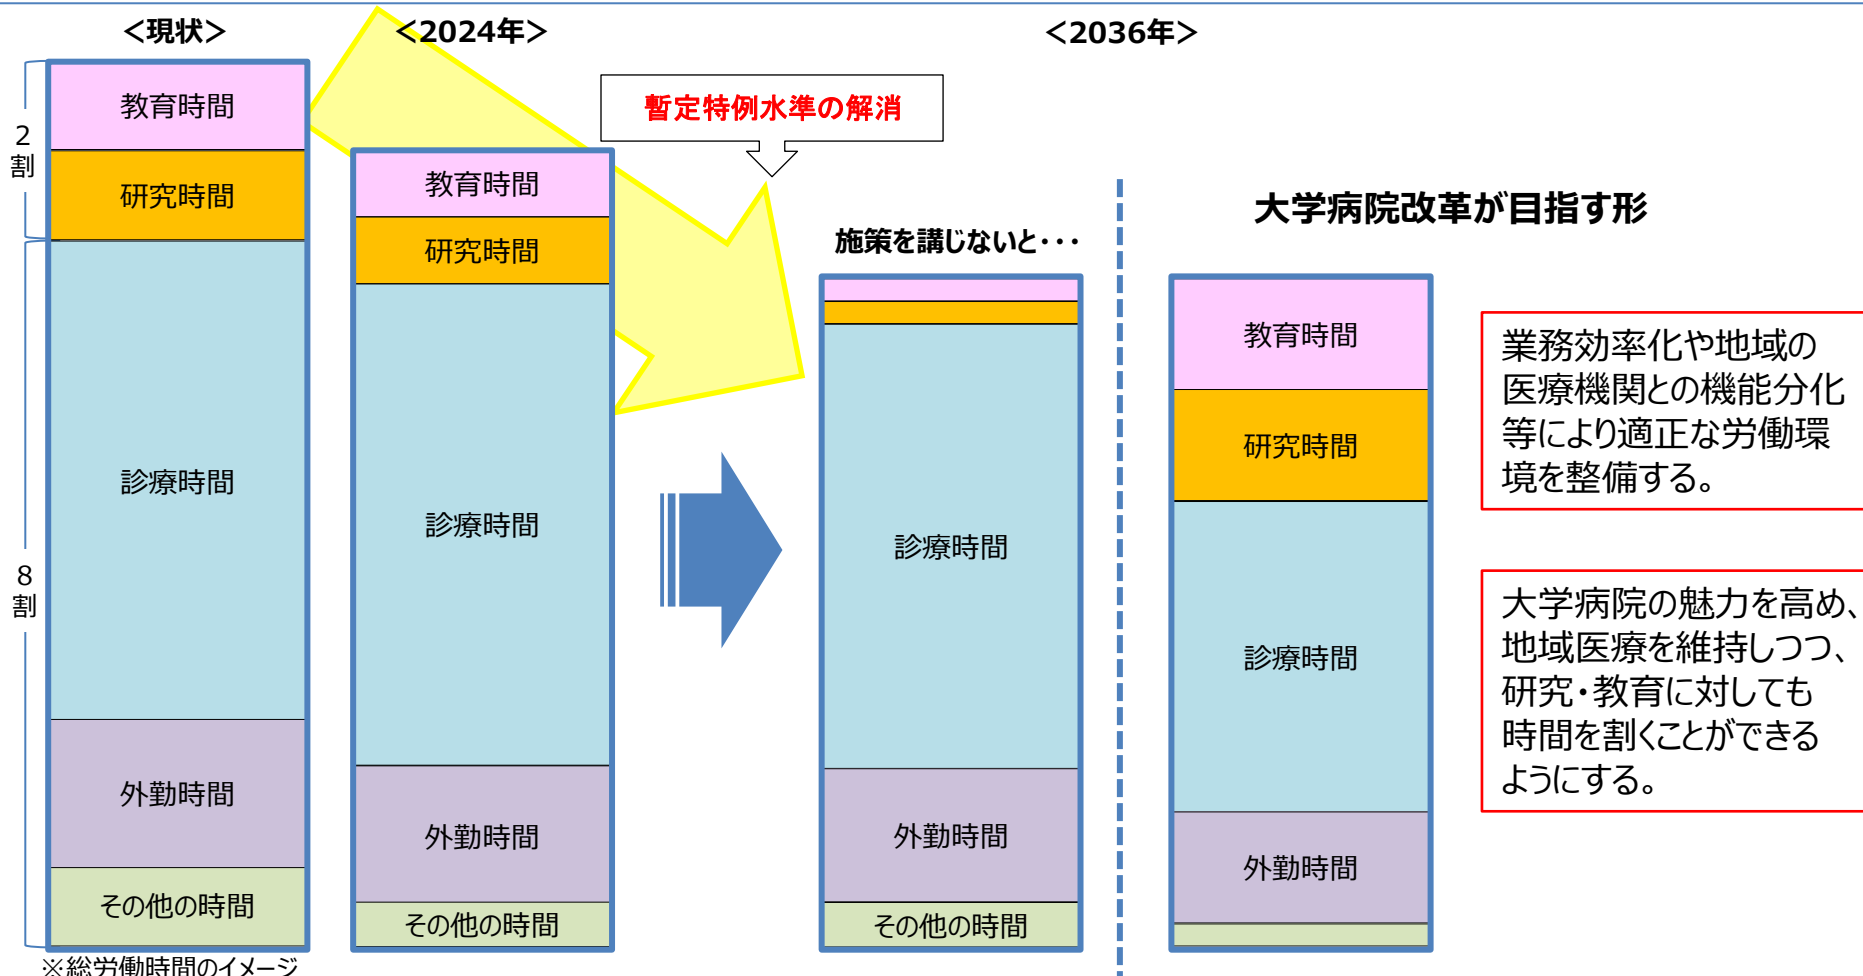 <現状>
<2024年>
<2036年>
暫定特例水準の解消
2
割
8
割
教育時間
研究時間
診療時間
外勤時間
その他の時間
※総労働時間のイメージ
教育時間
研究時間
診療時間
外勤時間
その他の時間
施策を講じないと・・・
診療時間
外勤時間
その他の時間
大学病院改革が目指す形
教育時間
研究時間
診療時間
外勤時間
業務効率化や地域の
医療機関との機能分化
等により適正な労働環
境を整備する。
大学病院の魅力を高め、
地域医療を維持しつつ、
研究・教育に対しても
時間を割くことができる
ようにする。